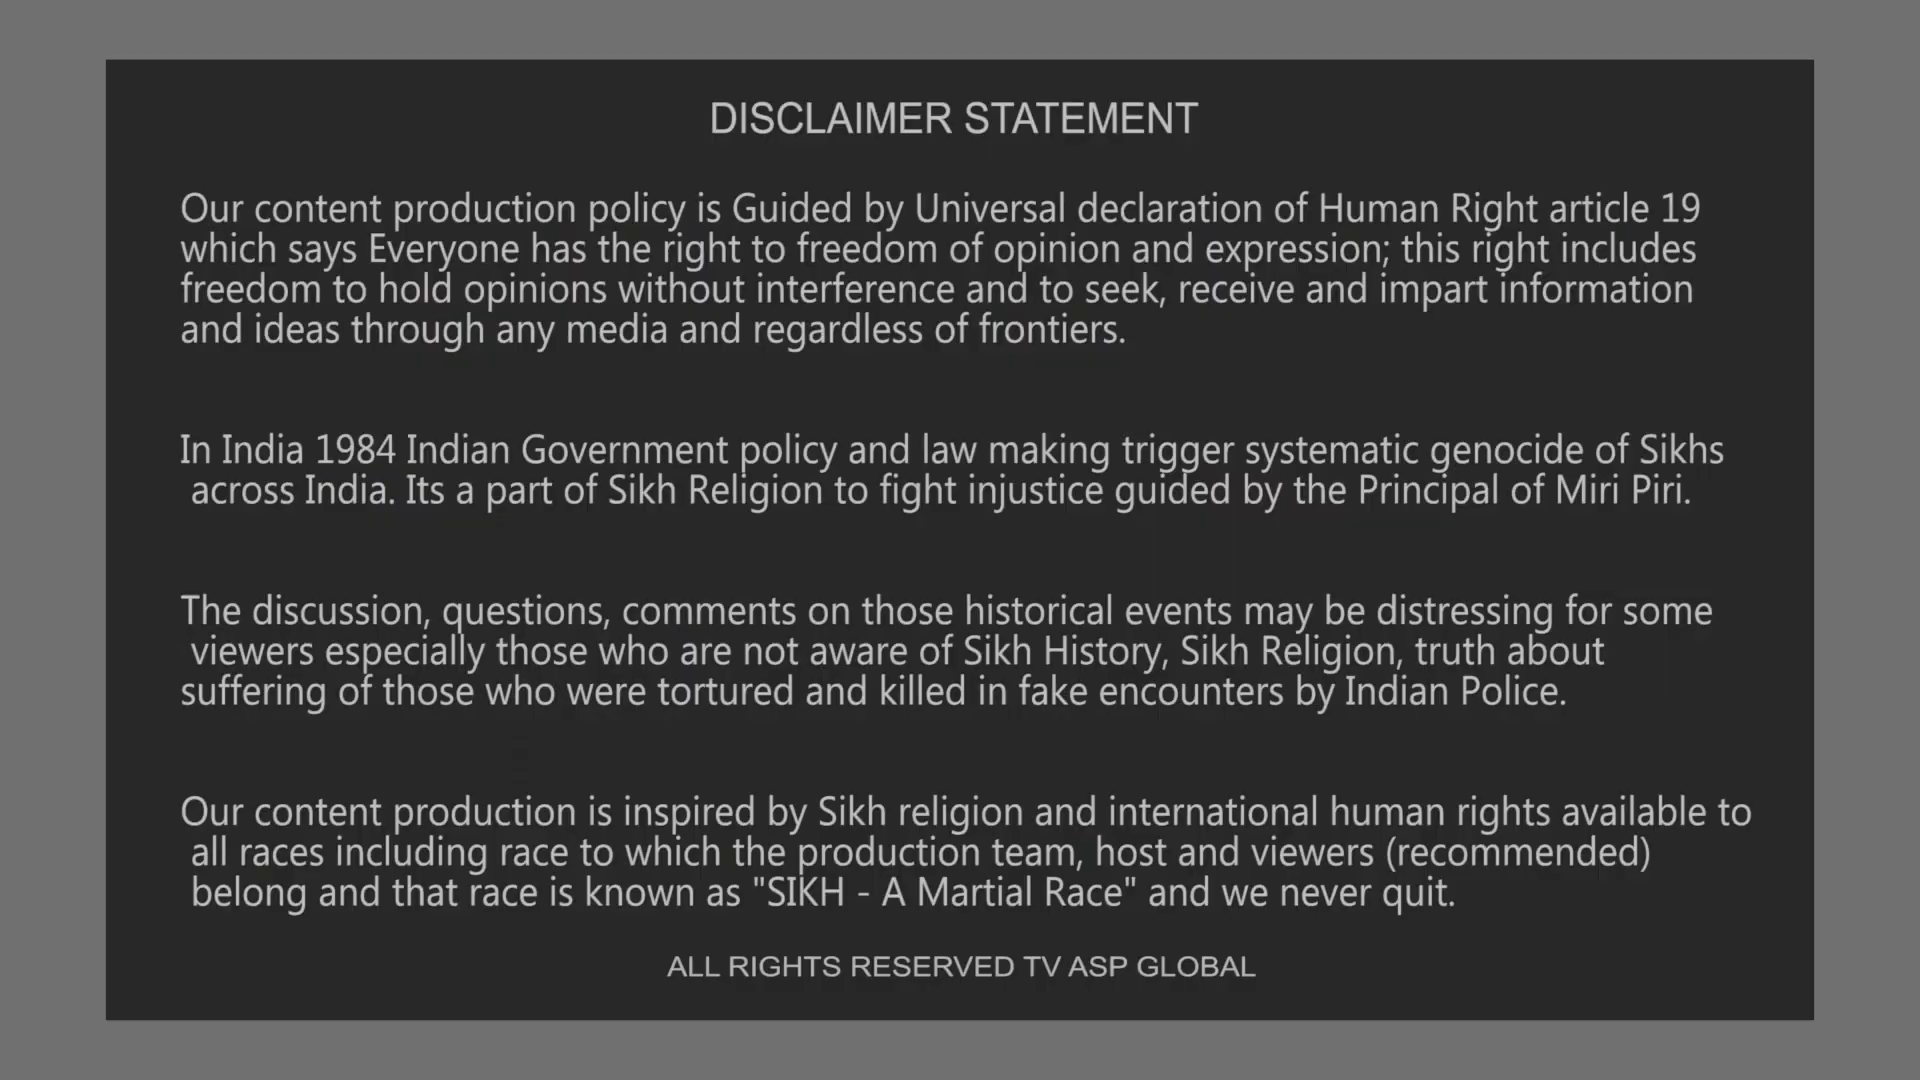 DISCLAIMER STATEMENT
Our content production policy is Guided by Universal declaration of Human Right article 19
which says Everyone has the right to freedom of opinion and expression; this right includes
freedom to hold opinions without interference and to seek, receive and impart information
and ideas through any media and regardless of frontiers.
In India 1984 Indian Government policy and law making trigger systematic genocide of Sikhs
across India. Its a part of Sikh Religion to fight injustice guided by the Principal of Miri Piri.
The discussion, questions, comments on those historical events may be distressing for some
viewers especially those who are not aware of Sikh History, Sikh Religion, truth about
suffering of those who were tortured and killed in fake encounters by Indian Police.
Our content production is inspired by Sikh religion and international human rights available to
all races including race to which the production team, host and viewers (recommended)
belong and that race is known as "SIKH - A Martial Race" and we never quit.
ALL RIGHTS RESERVED TV ASP GLOBAL